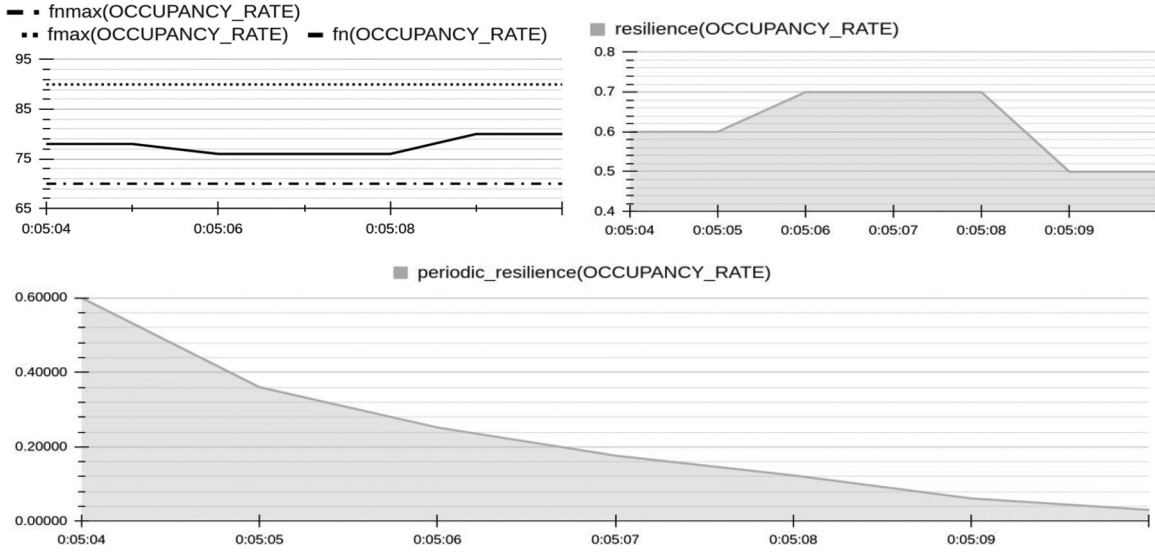 fnmax(OCCUPANCY_RATE)
fmax(OCCUPANCY_RATE) fn(OCCUPANCY_RATE)
95
85
75
65
0:05:04 0:05:06 0:05:08
resilience(OCCUPANCY_RATE)
0.8
0.7
0.6
0.5
0.4
0:05:04 0:05:05 0:05:06 0:05:07 0:05:08 0:05:09
periodic_resilience(OCCUPANCY_RATE)
0.60000
0.40000
0.20000
0.00000
0:05:04 0:05:05 0:05:06 0:05:07 0:05:08 0:05:09